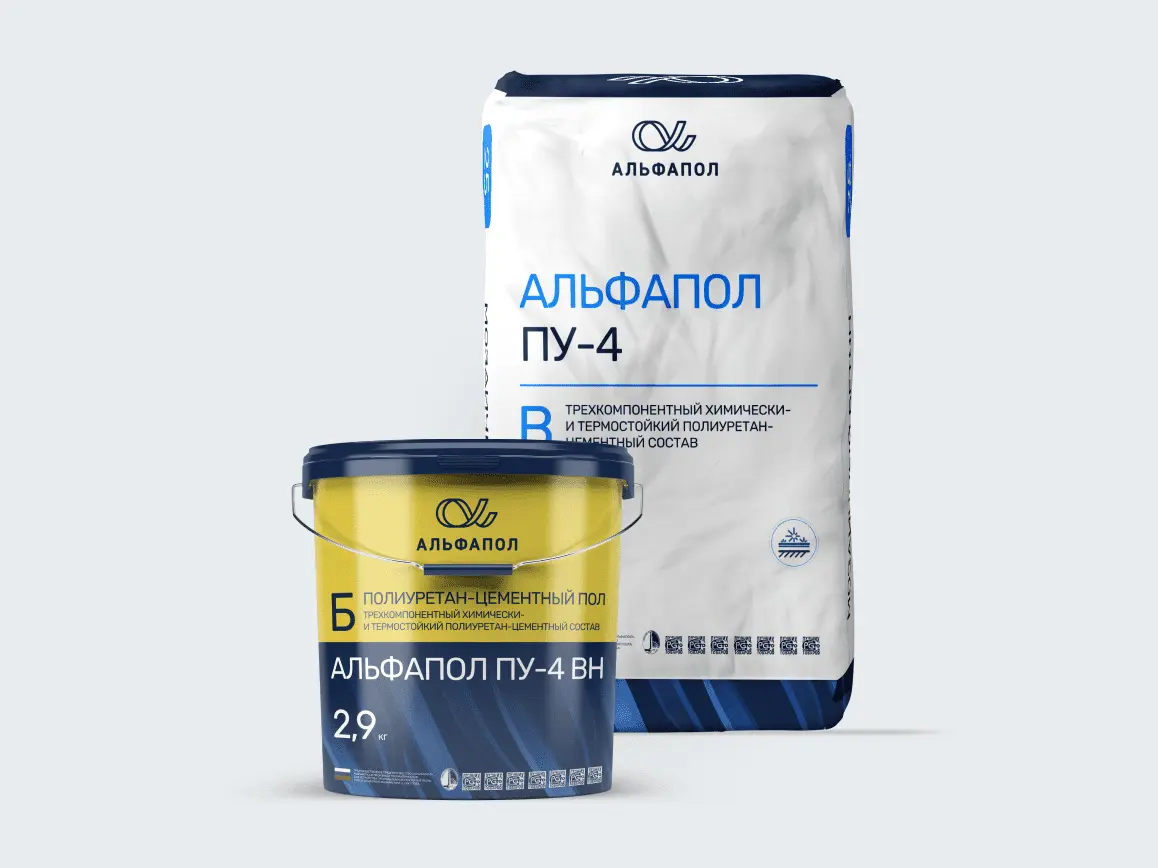 АЛЬФАПОЛ
АЛЬФАПОЛ
ПУ-4
В
ТРЕХКОМПОНЕНТНЫЙ ХИМИЧЕСКИ-
И ТЕРМОСТОЙКИЙ ПОЛИУРЕТАН-
ЦЕМЕНТНЫЙ СОСТАВ
АЛЬФАПОЛ
Б
ПОЛИУРЕТАН-ЦЕМЕНТНЫЙ ПОЛ
ТРЕХКОМПОНЕНТНЫЙ ХИМИЧЕСКИ-
И ТЕРМОСТОЙКИЙ ПОЛИУРЕТАН-ЦЕМЕНТНЫЙ СОСТАВ
АЛЬФАПОЛ ПУ-4 ВН
2,9 кг